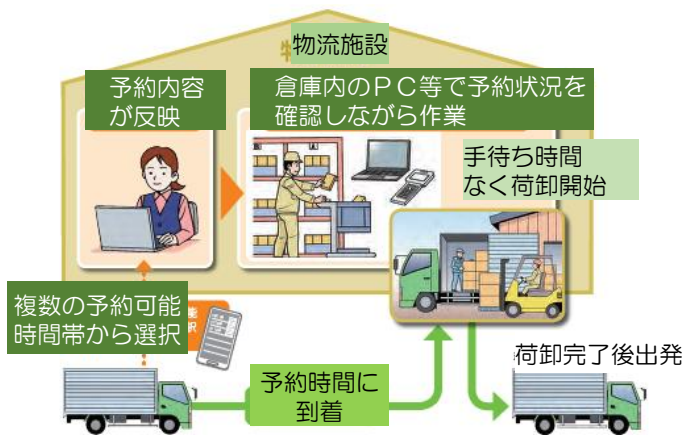 物流施設
予約内容
が反映
倉庫内のPC等で予約状況を
確認しながら作業
手待ち時間
なく荷卸開始
複数の予約可能
時間帯から選択
予約時間に
到着
荷卸完了後出発